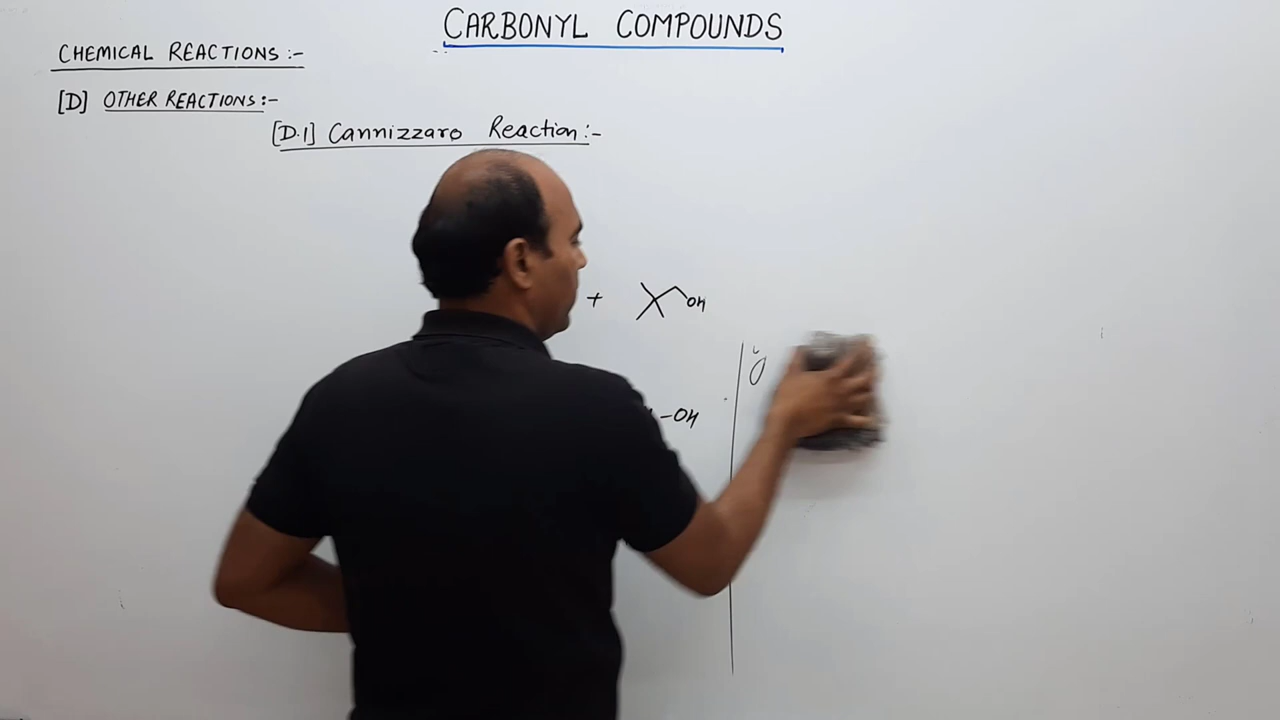 CARBONYL COMPOUNDS
CHEMICAL REACTIONS :-
[D] OTHER REACTIONS :-
[D.1] Cannizzaro Reaction :-
+ OH
-OH